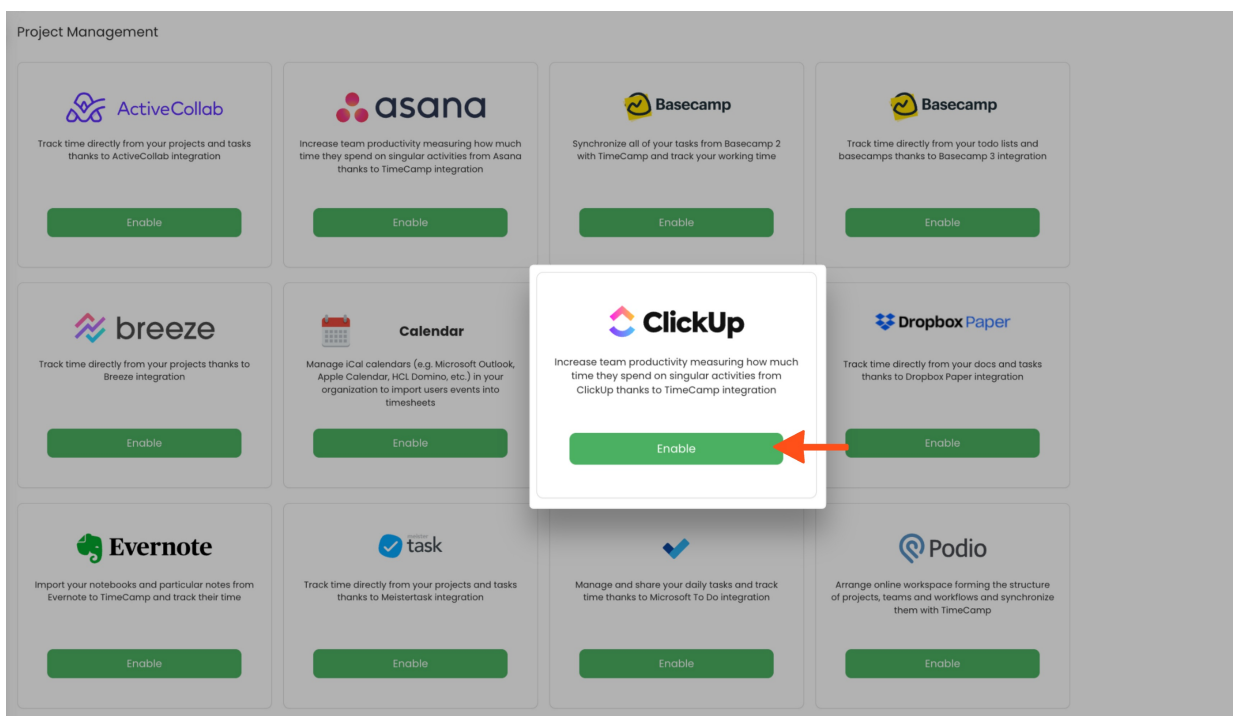 Project Management
ActiveCollab
Track time directly from your projects and tasks
thanks to ActiveCollab integration
Enable
asana
Increase team productivity measuring how much
time they spend on singular activities from Asana
thanks to TimeCamp integration
Enable
Basecamp
Synchronize all of your tasks from Basecamp 2
with TimeCamp and track your working time
Enable
Basecamp
Track time directly from your todo lists and
basecamps thanks to Basecamp 3 integration
Enable
breeze
Track time directly from your projects thanks to
Breeze integration
Enable
Calendar
Manage iCal calendars (e.g. Microsoft Outlook,
Apple Calendar, HCL Domino, etc.) in your
organization to import users events into
timesheets
Enable
ClickUp
Increase team productivity measuring how much
time they spend on singular activities from
ClickUp thanks to TimeCamp integration
Enable
Dropbox Paper
Track time directly from your docs and tasks
thanks to Dropbox Paper integration
Enable
Evernote
Import your notebooks and particular notes from
Evernote to TimeCamp and track their time
Enable
task
Track time directly from your projects and tasks
thanks to Meistertask integration
Enable
Manage and share your daily tasks and track
time thanks to Microsoft To Do integration
Enable
Podio
Arrange online workspace forming the structure
of projects, teams and workflows and synchronize
them with TimeCamp
Enable